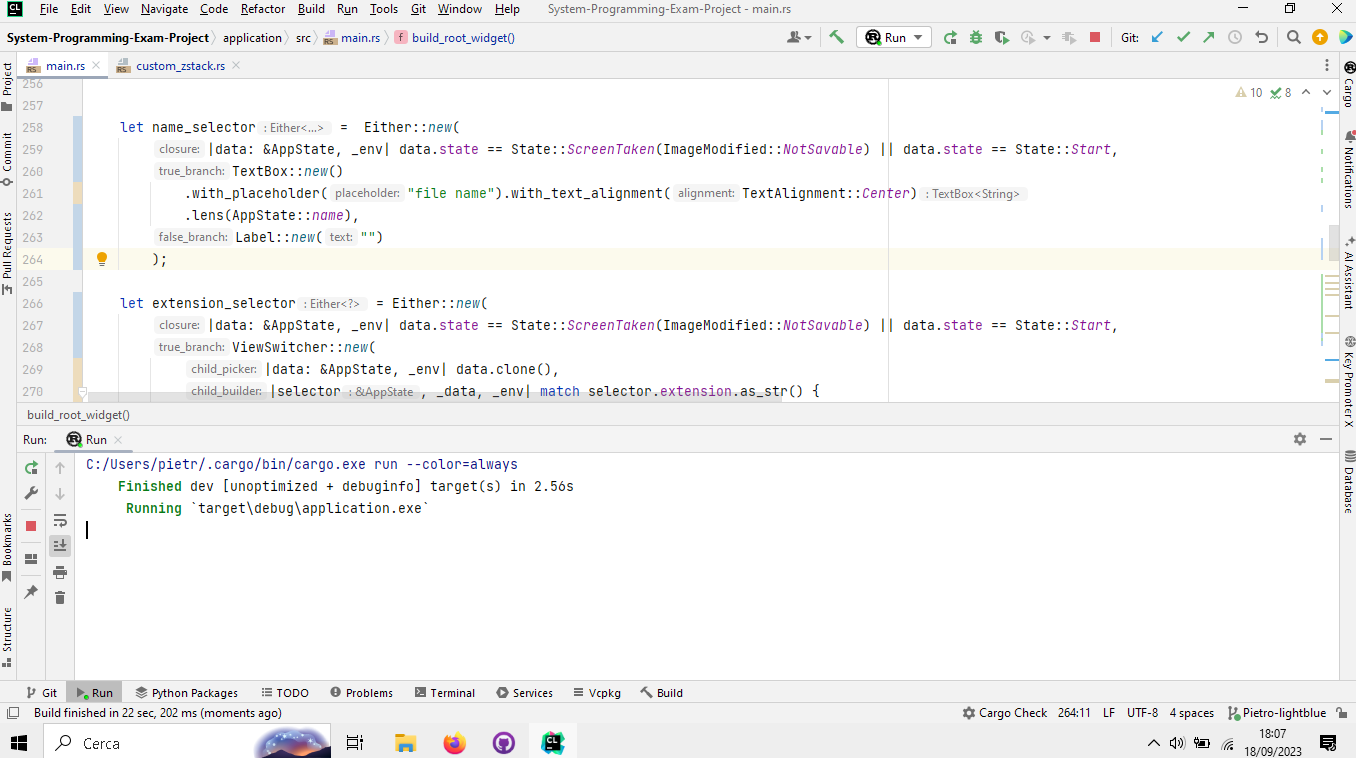 File Edit View Navigate Code Refactor Build Run Tools Git Window Help System-Programming-Exam-Project - main.rs
System-Programming-Exam-Project application src main.rs f build_root_widget() Run Git:
main.rs custom_zstack.rs
256
257
10 8
258 let name_selector : Either<...> = Either::new(
259 closure: |data: &AppState, _env| data.state == State::ScreenTaken(ImageModified::NotSavable) || data.state == State::Start,
260 true_branch: TextBox::new()
261 .with_placeholder( placeholder: "file name").with_text_alignment( alignment: TextAlignment::Center) : TextBox<String>
262 .lens(AppState::name),
263 false_branch: Label::new( text: "")
264 );
265
266 let extension_selector : Either<?> = Either::new(
267 closure: |data: &AppState, _env| data.state == State::ScreenTaken(ImageModified::NotSavable) || data.state == State::Start,
268 true_branch: ViewSwitcher::new(
269 child_picker: |data: &AppState, _env| data.clone(),
270 child_builder: |selector : &AppState , _data, _env| match selector.extension.as_str() {
build_root_widget()
Run: Run
C:/Users/pietr/.cargo/bin/cargo.exe run --color=always
Finished dev [unoptimized + debuginfo] target(s) in 2.56s
Running `target\debug\application.exe`
Project
Commit
Pull Requests
Bookmarks
Structure
Cargo
Notifications
AI Assistant
Key Promoter X
Database
Git Run Python Packages TODO Problems Terminal Services Vcpkg Build
Build finished in 22 sec, 202 ms (moments ago) Cargo Check 264:11 LF UTF-8 4 spaces Pietro-lightblue
Cerca
18:07
18/09/2023